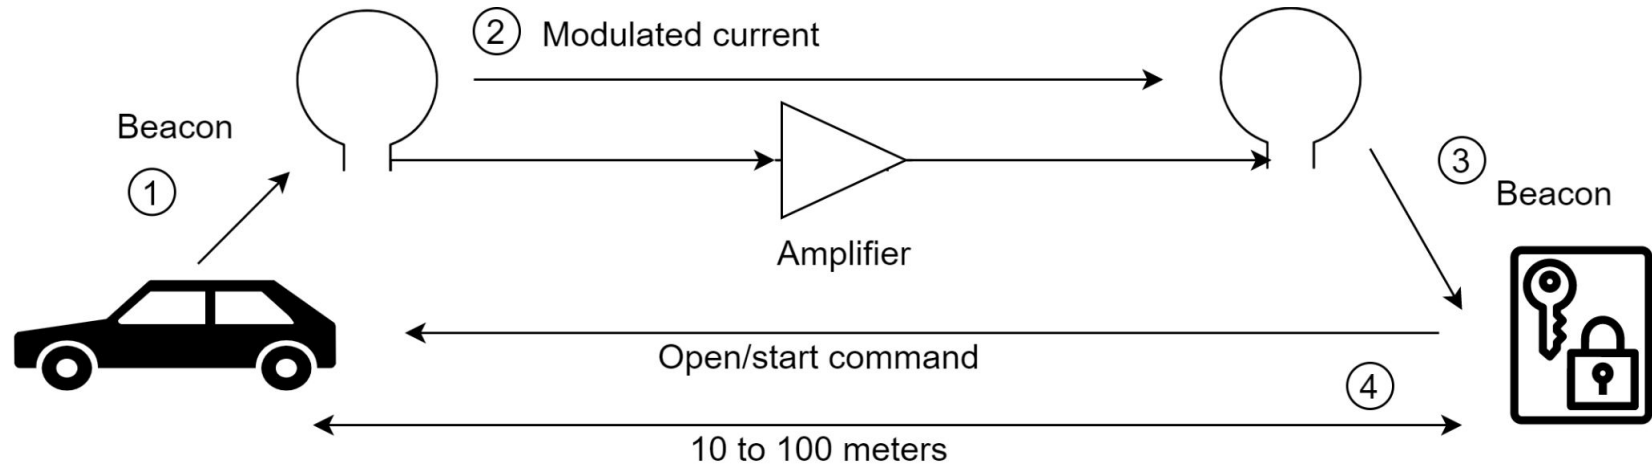 2 Modulated current
Beacon
1
3
Beacon
Amplifier
Open/start command
4
10 to 100 meters